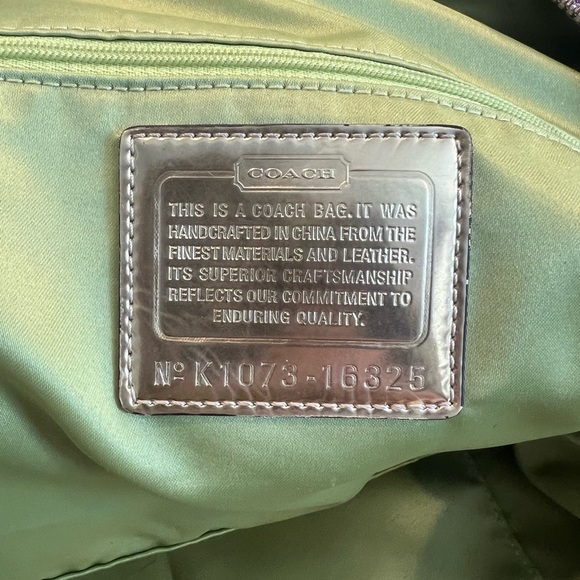 COACH
THIS IS A COACH BAG. IT WAS
HANDCRAFTED IN CHINA FROM THE
FINEST MATERIALS AND LEATHER.
ITS SUPERIOR CRAFTSMANSHIP
REFLECTS OUR COMMITMENT TO
ENDURING QUALITY.
Nº K1073-16325